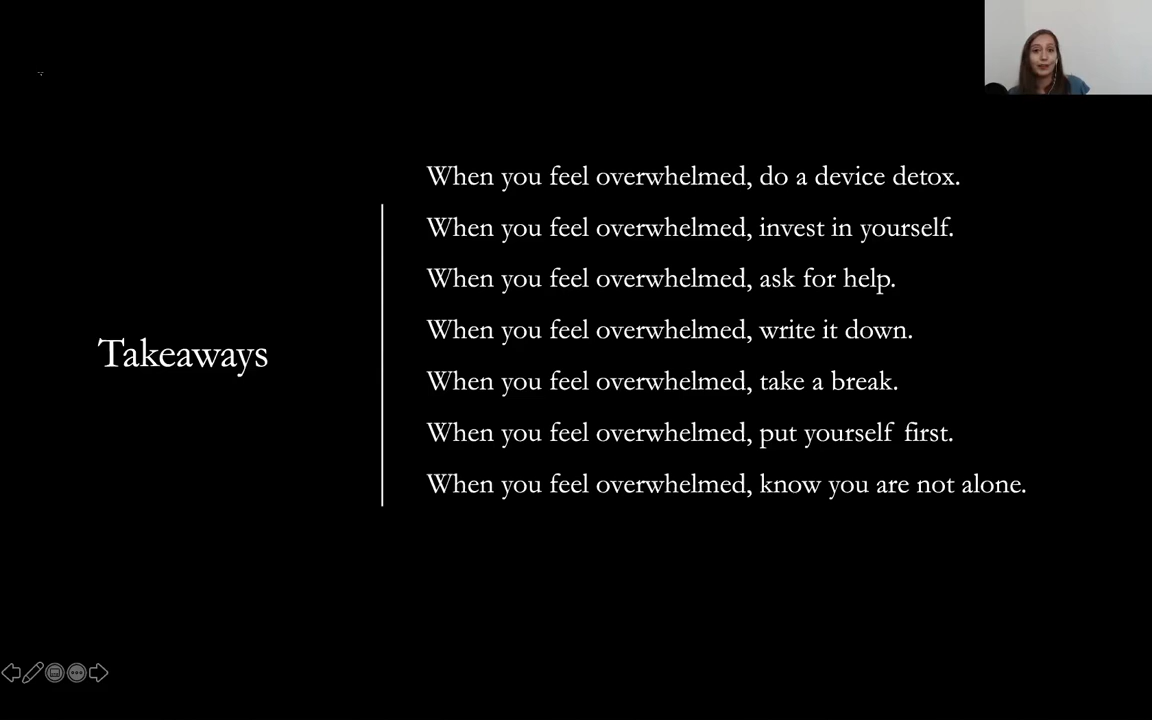 Takeaways
When you feel overwhelmed, do a device detox.
When you feel overwhelmed, invest in yourself.
When you feel overwhelmed, ask for help.
When you feel overwhelmed, write it down.
When you feel overwhelmed, take a break.
When you feel overwhelmed, put yourself first.
When you feel overwhelmed, know you are not alone.